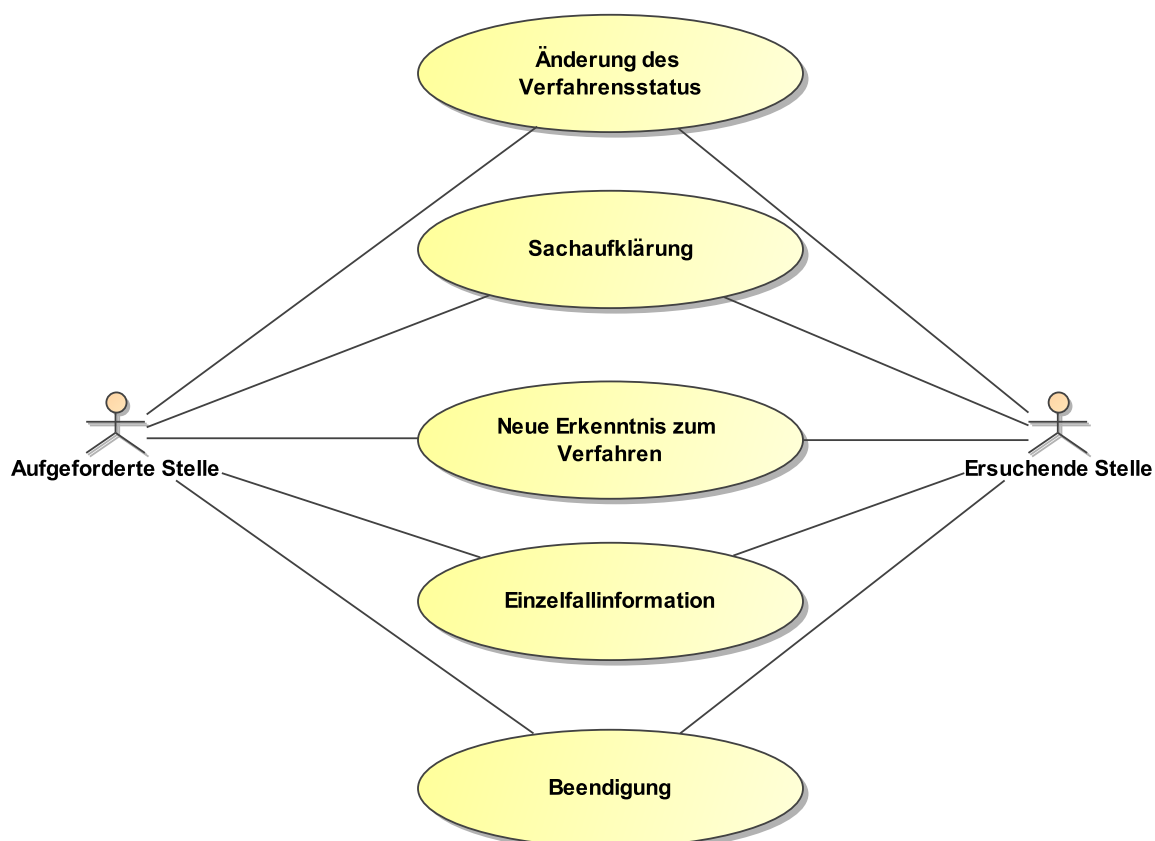 Änderung des
Verfahrensstatus
Sachaufklärung
Neue Erkenntnis zum
Verfahren
Aufgeforderte Stelle
Ersuchende Stelle
Einzelfallinformation
Beendigung